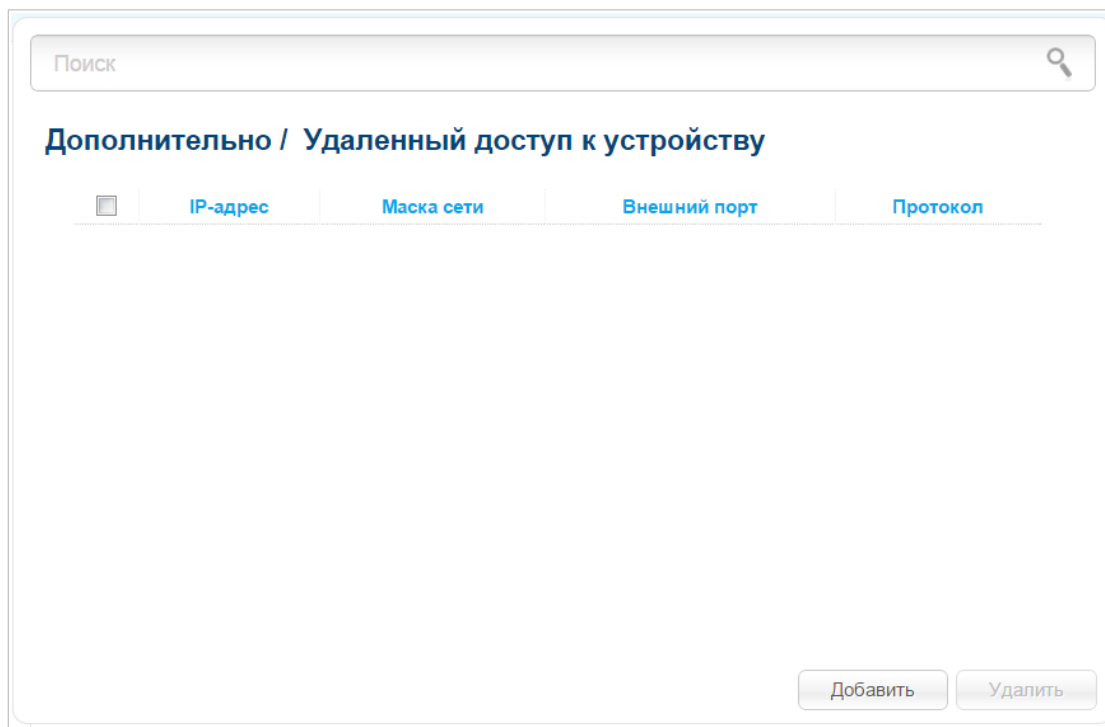 Поиск
Дополнительно / Удаленный доступ к устройству
IP-адрес Маска сети Внешний порт Протокол
Добавить Удалить